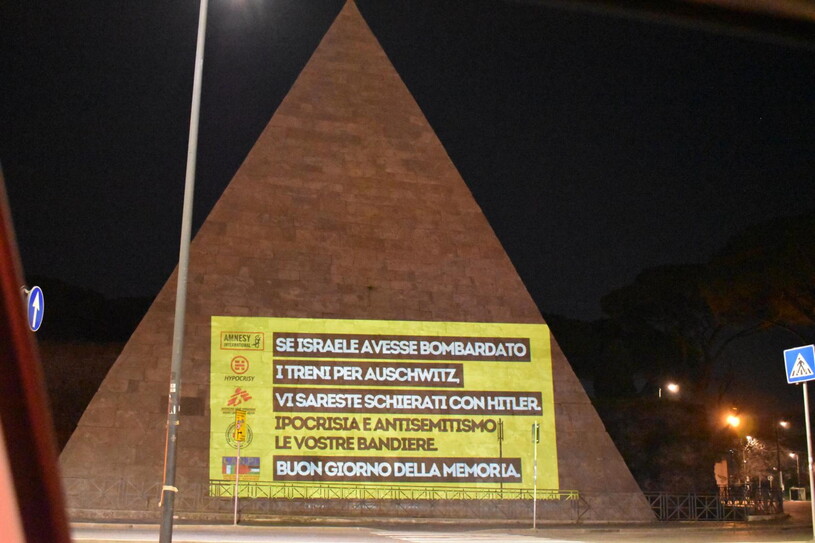 AMNESY
INTERNATIONAL
HYPOCRISY
SE ISRAELE AVESSE BOMBARDATO
I TRENI PER AUSCHWITZ,
VI SARESTE SCHIERATI CON HITLER.
IPOCRISIA E ANTISEMITISMO
LE VOSTRE BANDIERE.
BUON GIORNO DELLA MEMORIA.